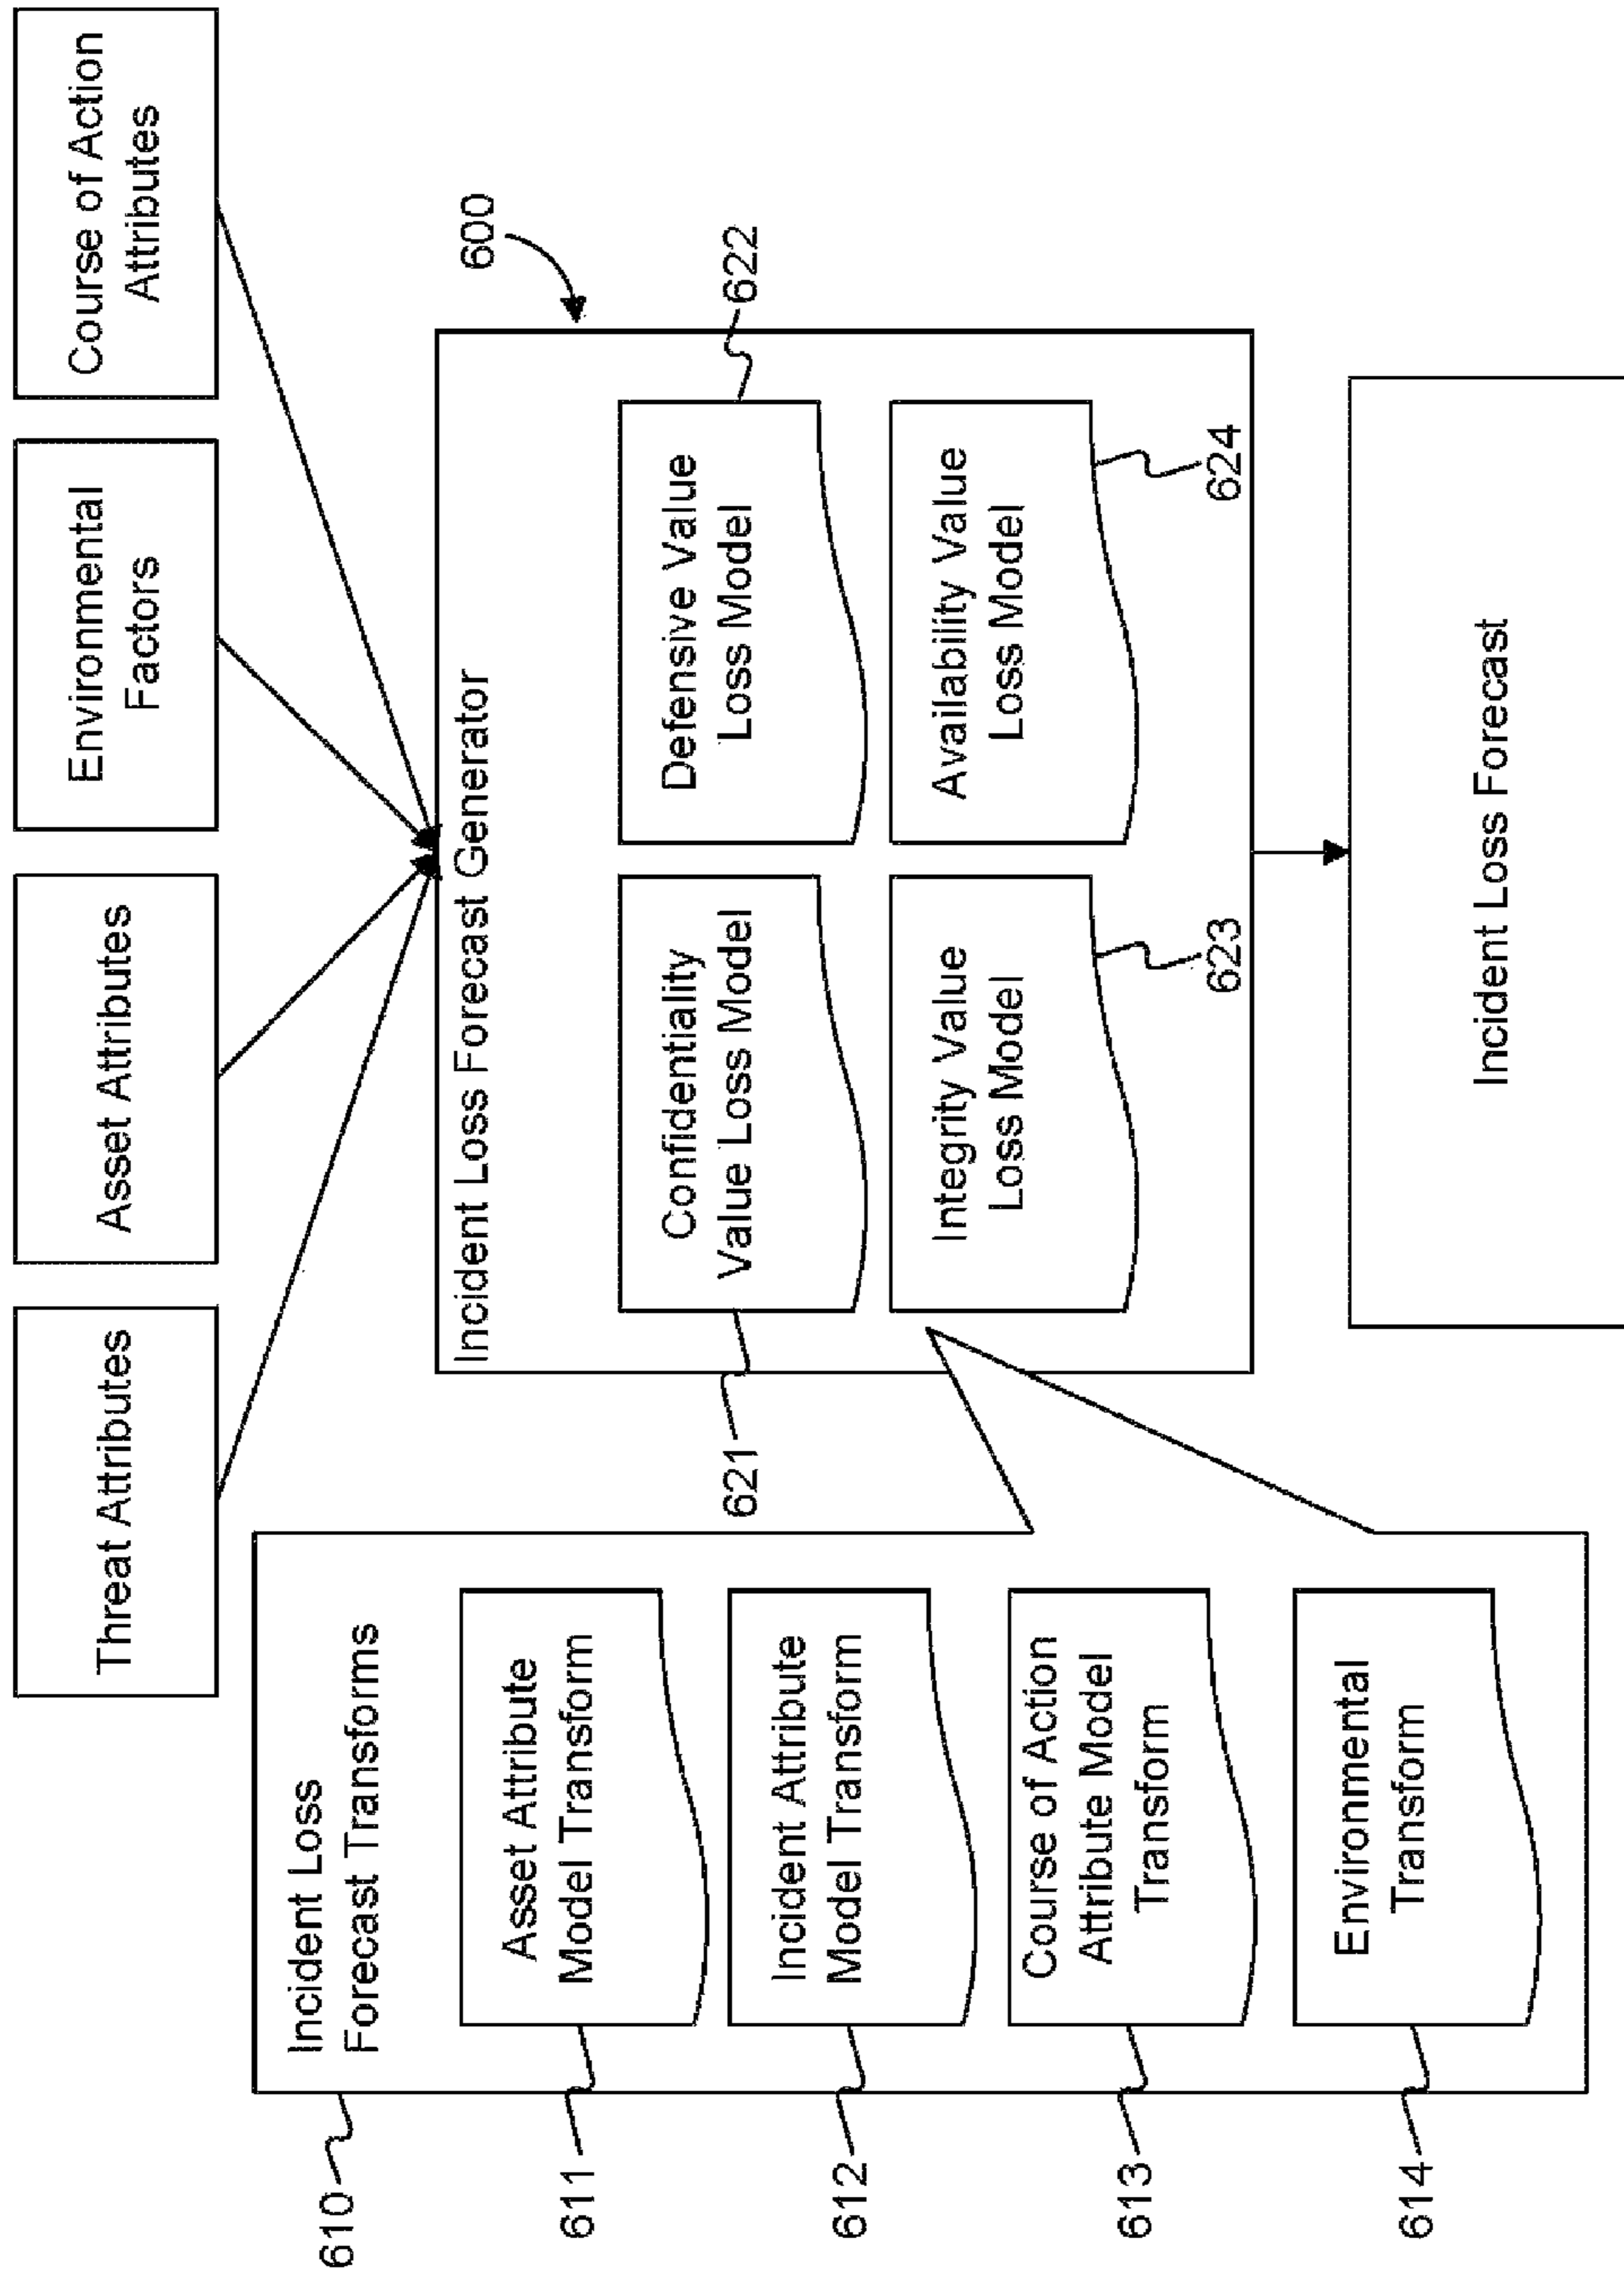 Threat Attributes
Asset Attributes
Environmental
Factors
Course of Action
Attributes
600
Incident Loss Forecast Generator
Confidentiality
Value Loss Model
621
Defensive Value
Loss Model
622
Integrity Value
Loss Model
623
Availability Value
Loss Model
624
Incident Loss
Forecast Transforms
610
Asset Attribute
Model Transform
611
Incident Attribute
Model Transform
612
Course of Action
Attribute Model
Transform
613
Environmental
Transform
614
Incident Loss Forecast